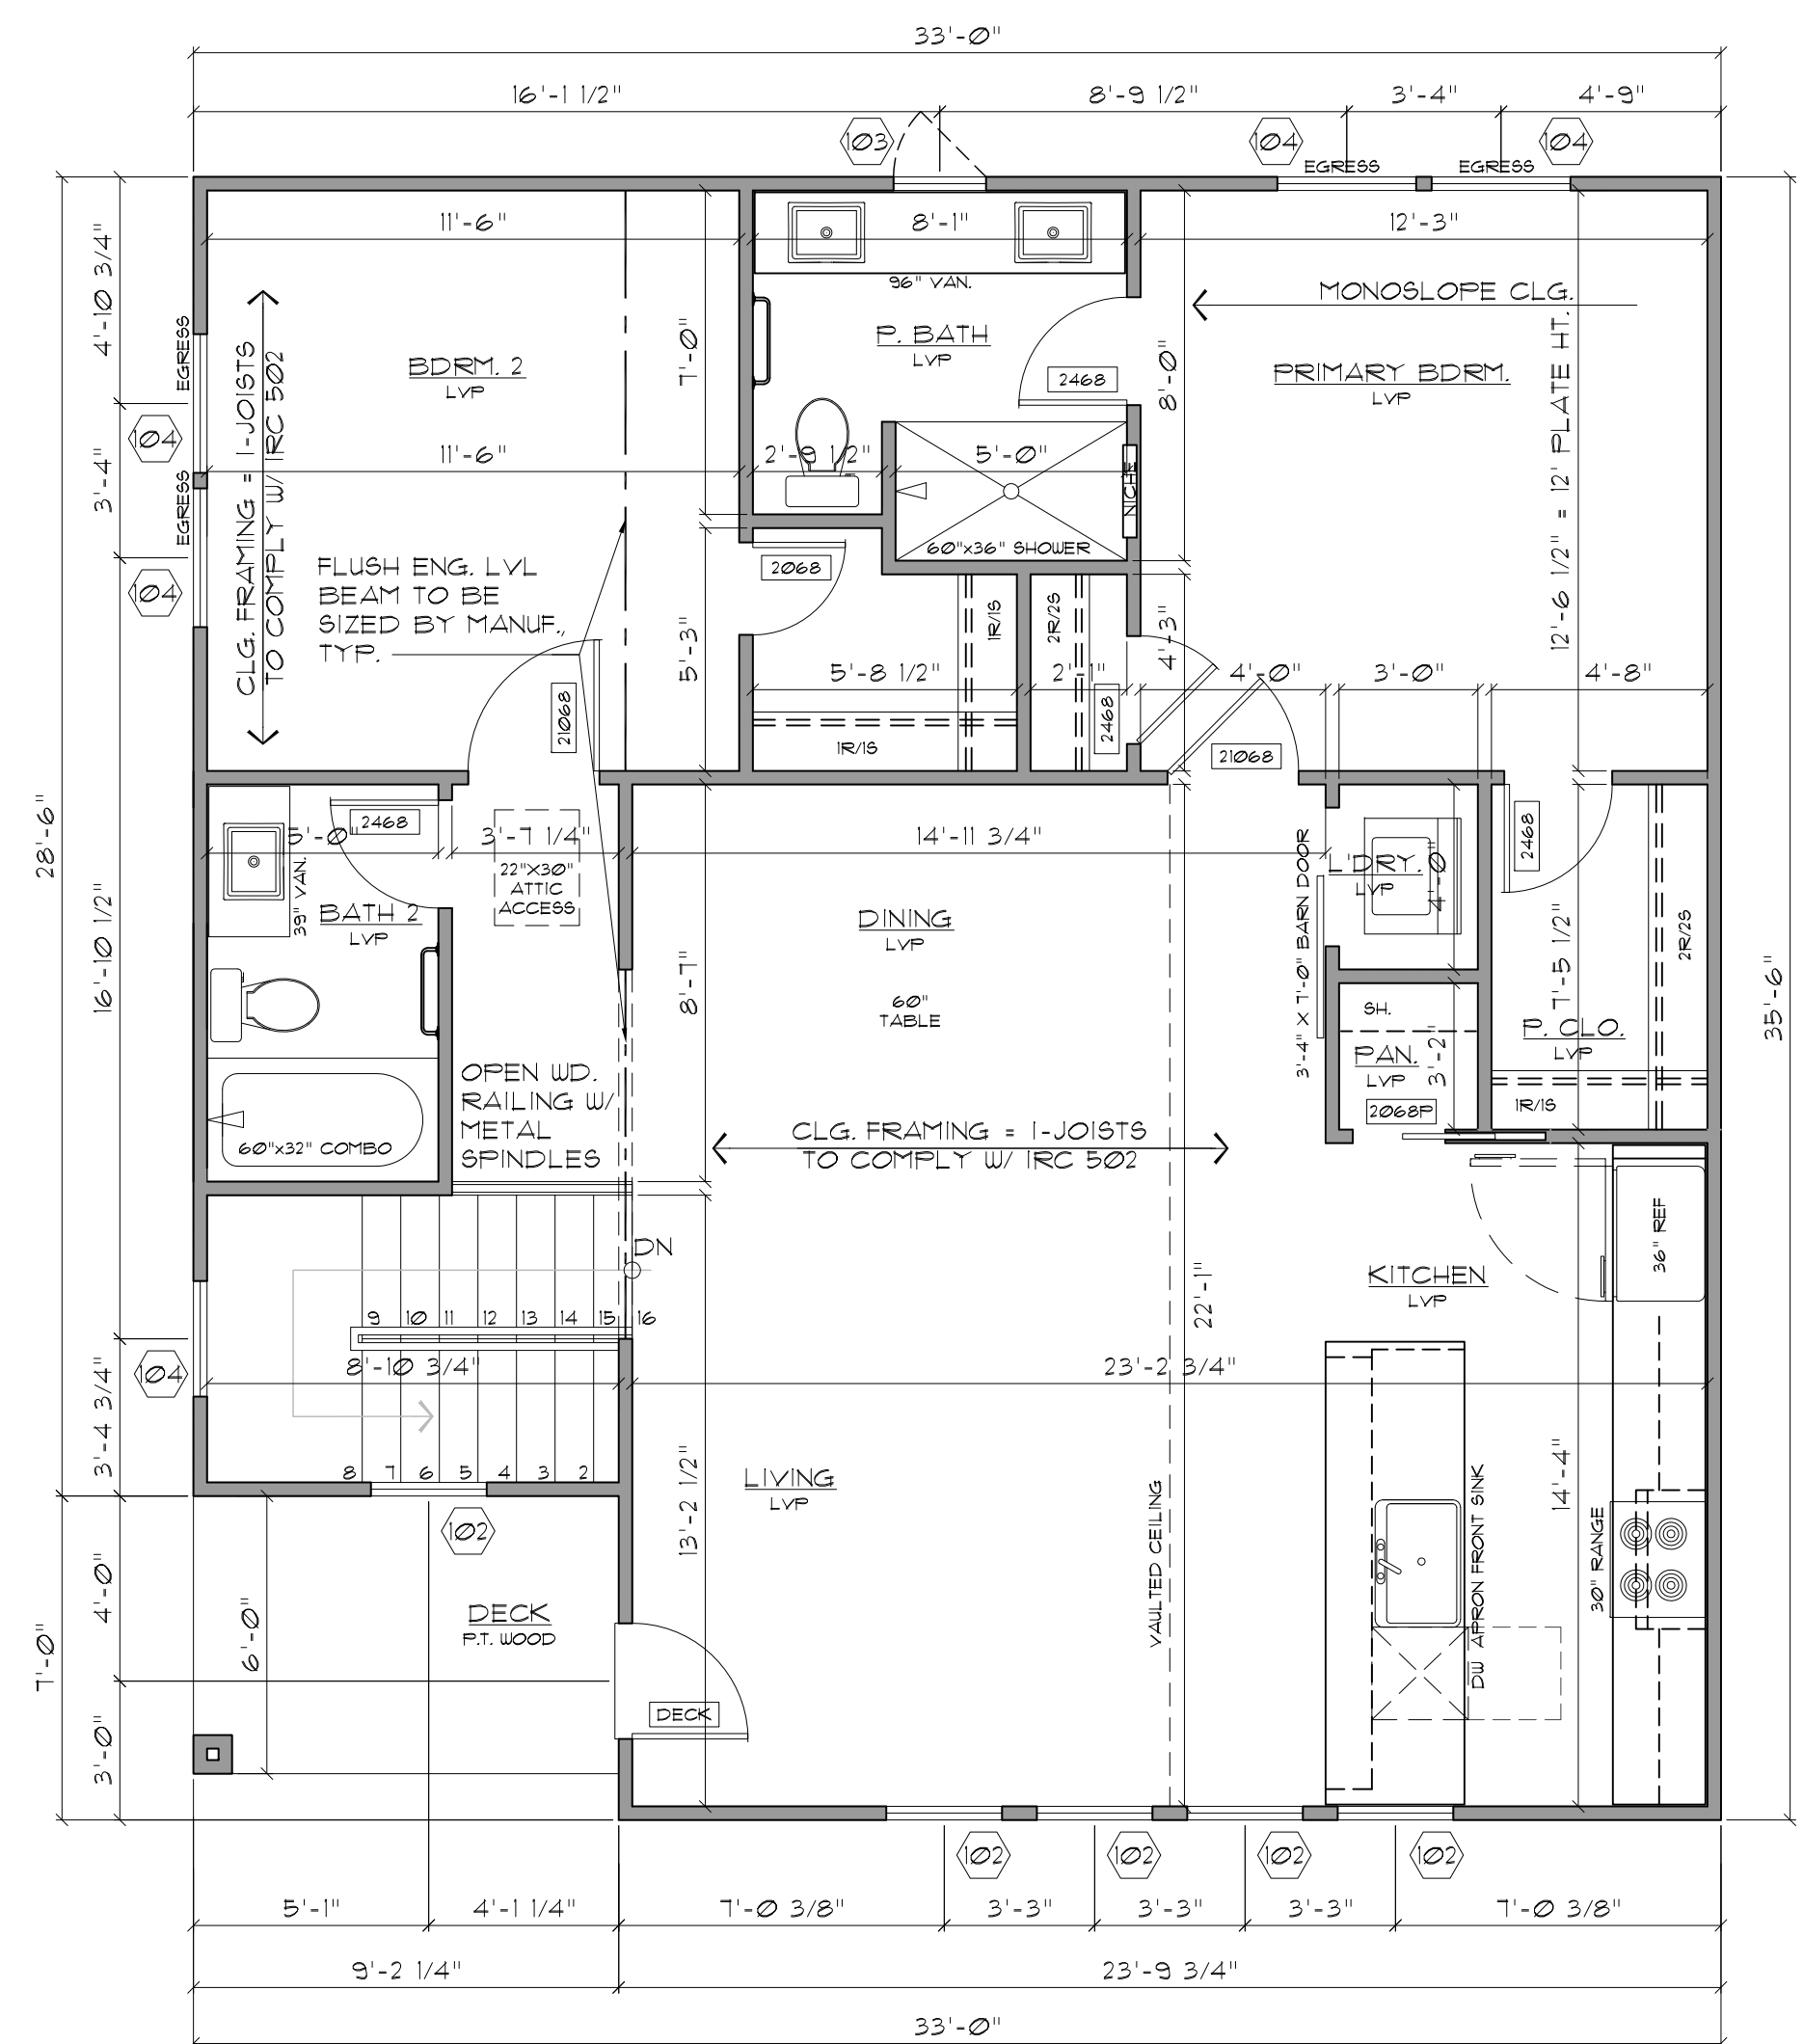 33'-0"
16'-1 1/2"
8'-9 1/2"
3'-4"
4'-9"
103
104
104
EGRESS
EGRESS
11'-6"
8'-1"
12'-3"
96" VAN.
MONOSLOPE CLG.
P. BATH
LVP
BDRM. 2
LVP
PRIMARY BDRM.
LVP
2468
4'-10 3/4"
EGRESS
104
3'-4"
EGRESS
104
CLG. FRAMING = I-JOISTS
TO COMPLY W/ IRC 502
7'-0"
8'-0"
12'-6 1/2" = 12' PLATE HT.
11'-6"
2'-9 1/2"
5'-0"
NICHE
60"x36" SHOWER
FLUSH ENG. LVL
BEAM TO BE
SIZED BY MANUF.,
TYP.
2068
5'-3"
1R/1S
2R/2S
4'-3"
5'-8 1/2"
2'-1"
4'-0"
3'-0"
4'-8"
21068
2468
1R/1S
21068
28'-6"
16'-10 1/2"
5'-0"
2468
3'-7 1/4"
14'-11 3/4"
39" VAN.
22"X30"
ATTIC
ACCESS
BATH 2
LVP
DINING
LVP
60"
TABLE
8'-7"
3'-4" X 7'-0" BARN DOOR
L'DRY.
LVP
4'-0"
2468
2R/2S
7'-5 1/2"
35'-6"
SH.
PAN.
LVP
3'-2"
2068P
P. CLO.
LVP
1R/1S
OPEN WD.
RAILING W/
METAL
SPINDLES
60"x32" COMBO
CLG. FRAMING = I-JOISTS
TO COMPLY W/ IRC 502
DN
36" REF
KITCHEN
LVP
22'-1"
9 10 11 12 13 14 15 16
8'-10 3/4"
23'-2 3/4"
104
3'-4 3/4"
8 7 6 5 4 3 2
LIVING
LVP
13'-2 1/2"
VAULTED CEILING
14'-4"
DW APRON FRONT SINK
30" RANGE
102
DECK
P.T. WOOD
4'-0"
6'-0"
7'-0"
3'-0"
DECK
102
102
102
102
5'-1"
4'-1 1/4"
7'-0 3/8"
3'-3"
3'-3"
3'-3"
7'-0 3/8"
9'-2 1/4"
23'-9 3/4"
33'-0"